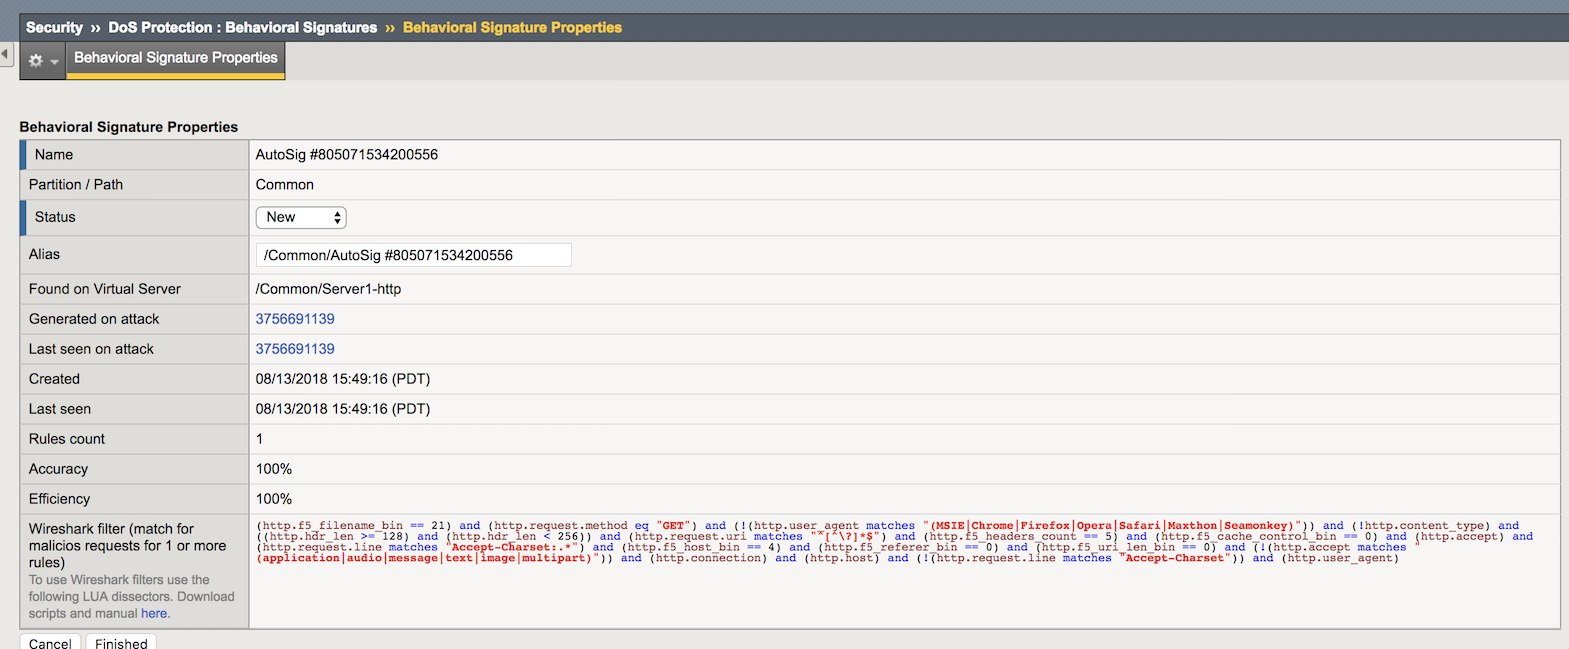 Security » DoS Protection : Behavioral Signatures » Behavioral Signature Properties
Behavioral Signature Properties
Behavioral Signature Properties
Name AutoSig #805071534200556
Partition / Path Common
Status New
Alias /Common/AutoSig #805071534200556
Found on Virtual Server /Common/Server1-http
Generated on attack 3756691139
Last seen on attack 3756691139
Created 08/13/2018 15:49:16 (PDT)
Last seen 08/13/2018 15:49:16 (PDT)
Rules count 1
Accuracy 100%
Efficiency 100%
Wireshark filter (match for
malicios requests for 1 or more
rules)
To use Wireshark filters use the
following LUA dissectors. Download
scripts and manual here.
(http.f5_filename_bin == 21) and (http.request.method eq "GET") and (!(http.user_agent matches "(MSIE|Chrome|Firefox|Opera|Safari|Maxthon|Seamonkey)")) and (!http.content_type) and
((http.hdr_len >= 128) and (http.hdr_len < 256)) and (http.request.uri matches "^[^\?]*$") and (http.f5_headers_count == 5) and (http.f5_cache_control_bin == 0) and (http.accept) and
(http.request.line matches "Accept-Charset:.*") and (http.f5_host_bin == 4) and (http.f5_referer_bin == 0) and (http.f5_uri_len_bin == 0) and (!(http.accept matches "
(application|audio|message|text|image|multipart)")) and (http.connection) and (http.host) and (!(http.request.line matches "Accept-Charset")) and (http.user_agent)
Cancel Finished